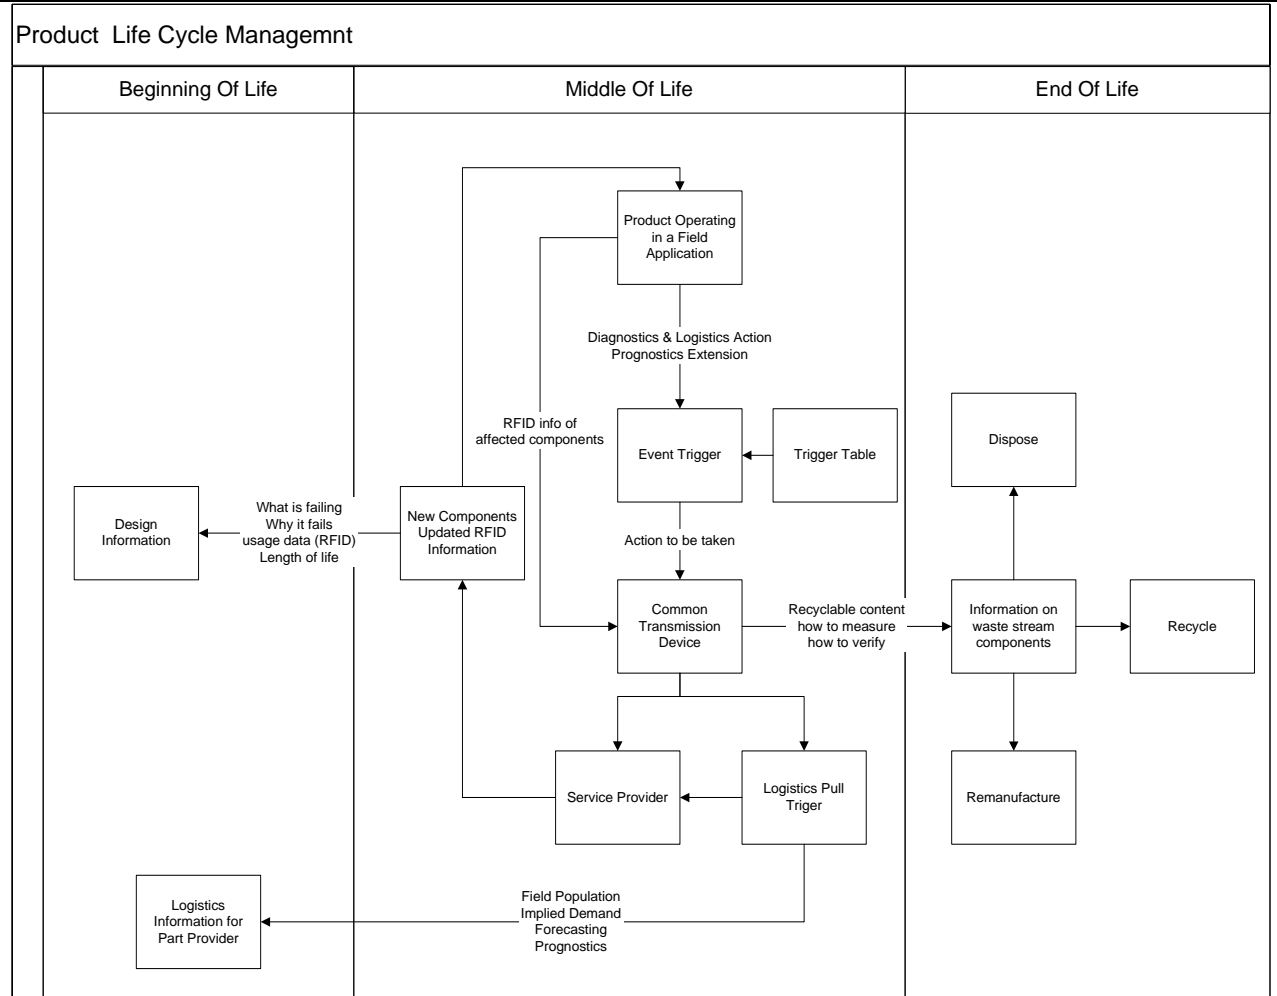 Product Life Cycle Managemnt
Beginning Of Life
Middle Of Life
End Of Life
Product Operating
in a Field
Application
Diagnostics & Logistics Action
Prognostics Extension
RFID info of
affected components
Event Trigger
Trigger Table
Dispose
Design
Information
What is failing
Why it fails
usage data (RFID)
Length of life
New Components
Updated RFID
Information
Action to be taken
Common
Transmission
Device
Recyclable content
how to measure
how to verify
Information on
waste stream
components
Recycle
Service Provider
Logistics Pull
Triger
Remanufacture
Logistics
Information for
Part Provider
Field Population
Implied Demand
Forecasting
Prognostics